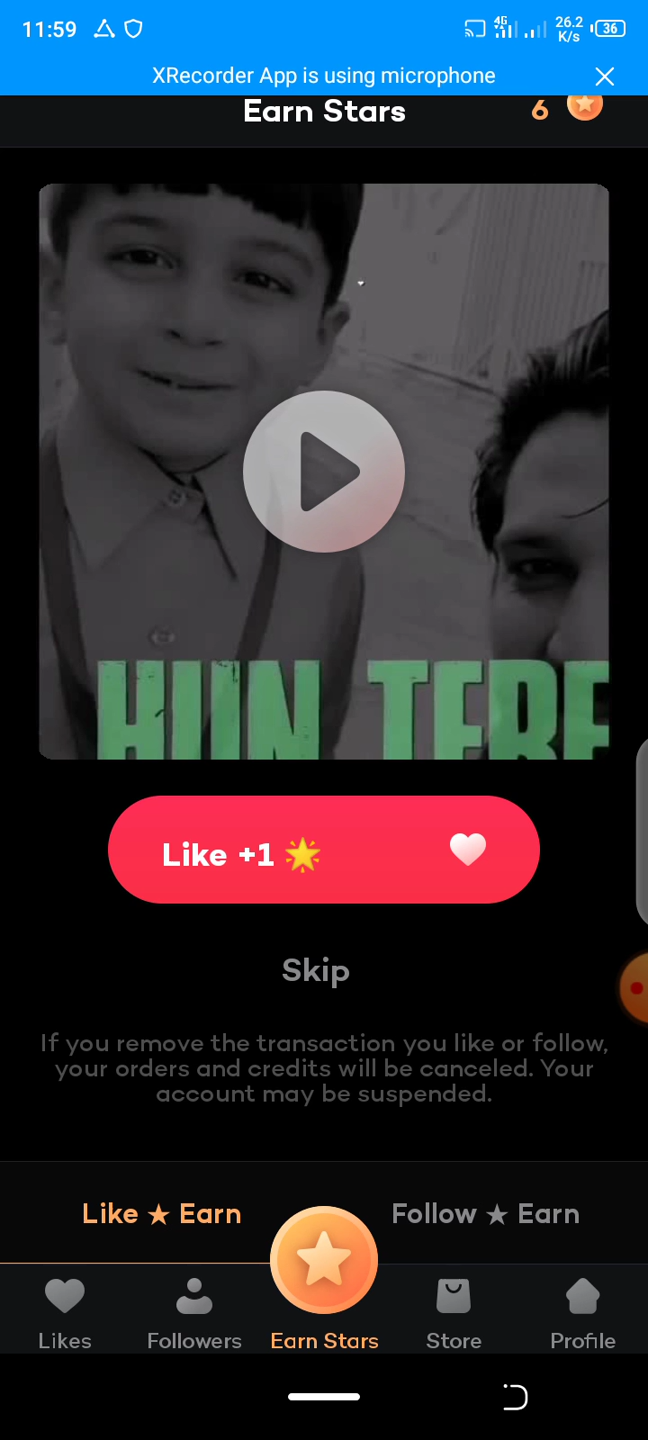 11:59
4G
26.2
K/s
36
XRecorder App is using microphone
Earn Stars
6
HUN TERE
Like +1 🌟
Skip
If you remove the transaction you like or follow,
your orders and credits will be canceled. Your
account may be suspended.
Like ★ Earn
Follow ★ Earn
Likes
Followers
Earn Stars
Store
Profile